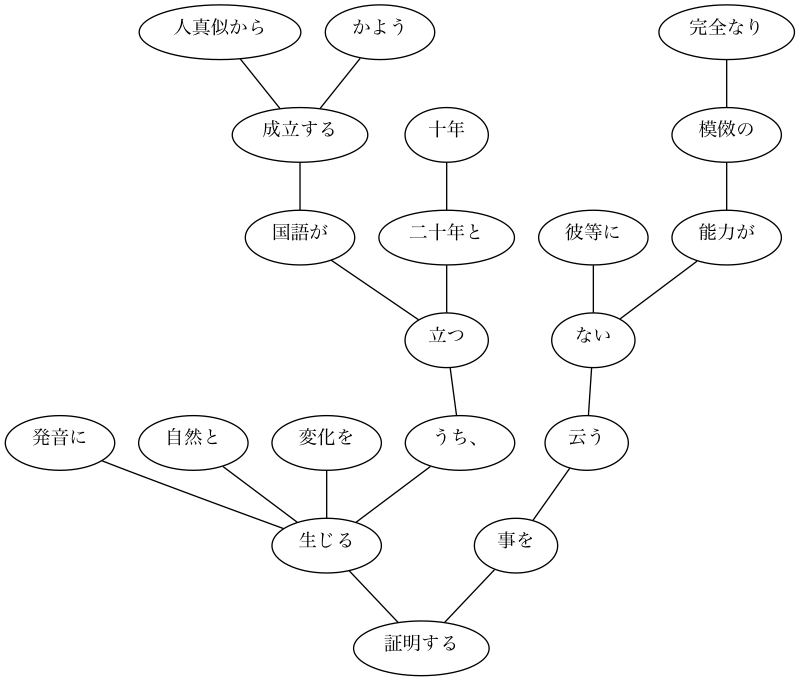 人真似から
かよう
完全なり
成立する
十年
模倣の
国語が
二十年と
彼等に
能力が
立つ
ない
発音に
自然と
変化を
うち、
云う
生じる
事を
証明する